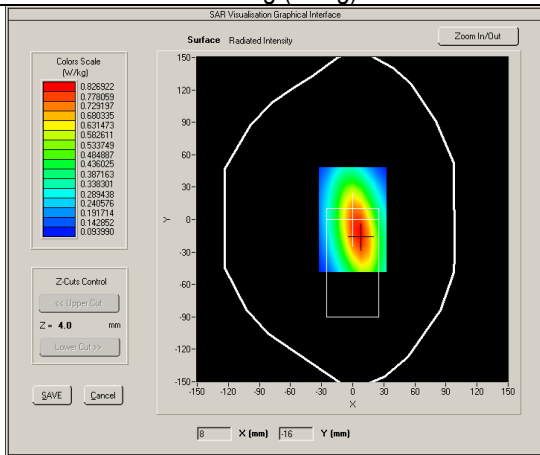 SAR Visualisation Graphical Interface
Surface Radiated Intensity
Zoom In/Out
Colors Scale
(W/kg)
0.826922
0.778059
0.729197
0.680335
0.631473
0.582611
0.533749
0.484887
0.436025
0.387163
0.338301
0.289438
0.240576
0.191714
0.142852
0.093990
Z-Cuts Control
<< Upper Cut
Z = 4.0 mm
Lower Cut >>
SAVE
Cancel
150
120
90
60
30
0
-30
-60
-90
-120
-150
Y
-150 -120 -90 -60 -30 0 30 60 90 120 150
X
8 X (mm) -16 Y (mm)